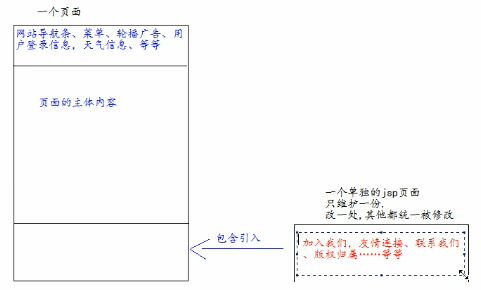 一个页面
网站导航条、菜单、轮播广告、用
户登录信息，天气信息、等等
页面的主体内容
一个单独的jsp页面
只维护一份.
改一处,其他都统一被修改
包含引入
加入我们，友情连接、联系我们
、版权归属……等等